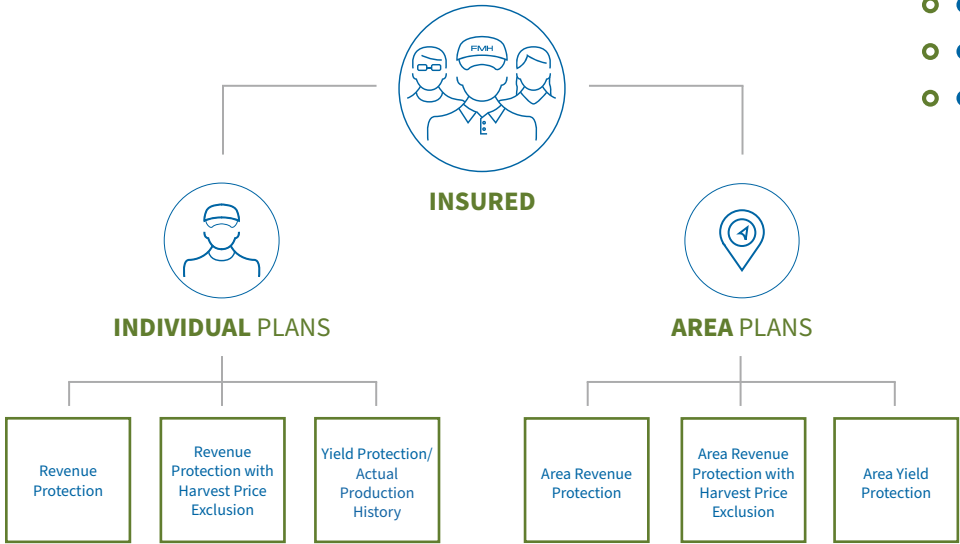 FMH
INSURED
INDIVIDUAL PLANS
AREA PLANS
Revenue
Protection
Revenue
Protection with
Harvest Price
Exclusion
Yield Protection/
Actual
Production
History
Area Revenue
Protection
Area Revenue
Protection with
Harvest Price
Exclusion
Area Yield
Protection